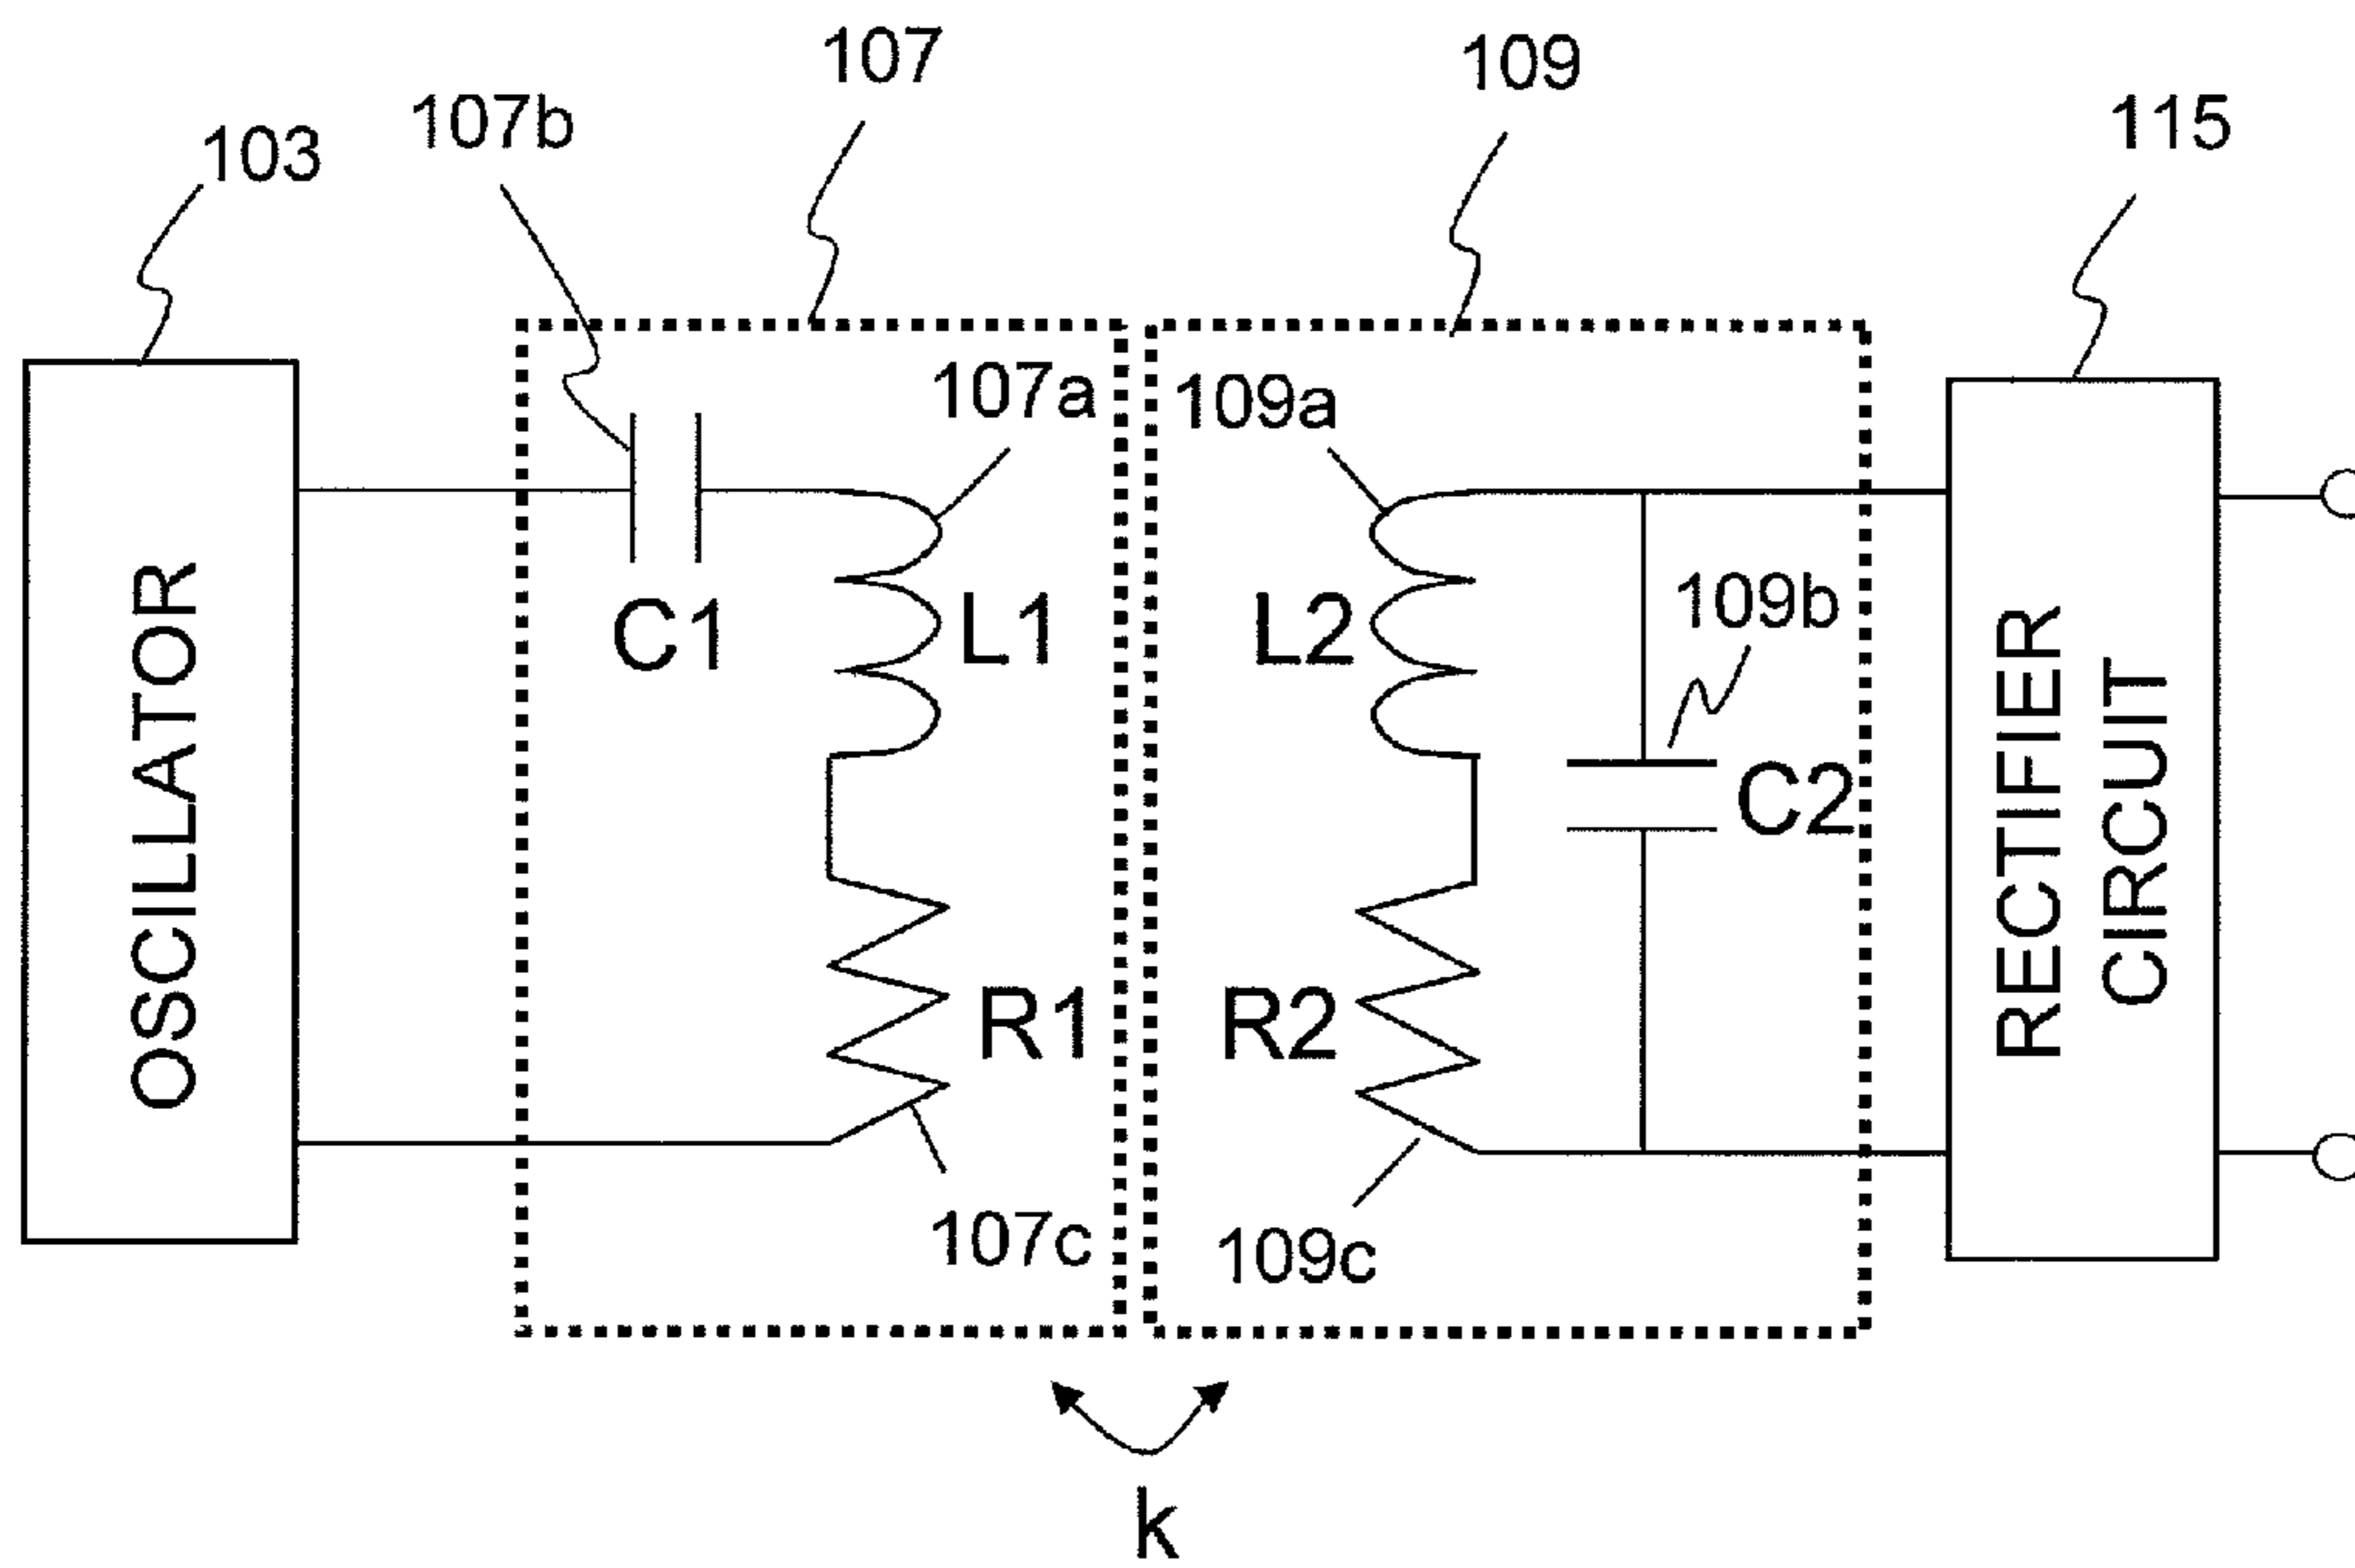 107
109
107b
115
103
107a
109a
109b
C1
L1
L2
C2
OSCILLATOR
RECTIFIER
CIRCUIT
R1
R2
107c
109c
k